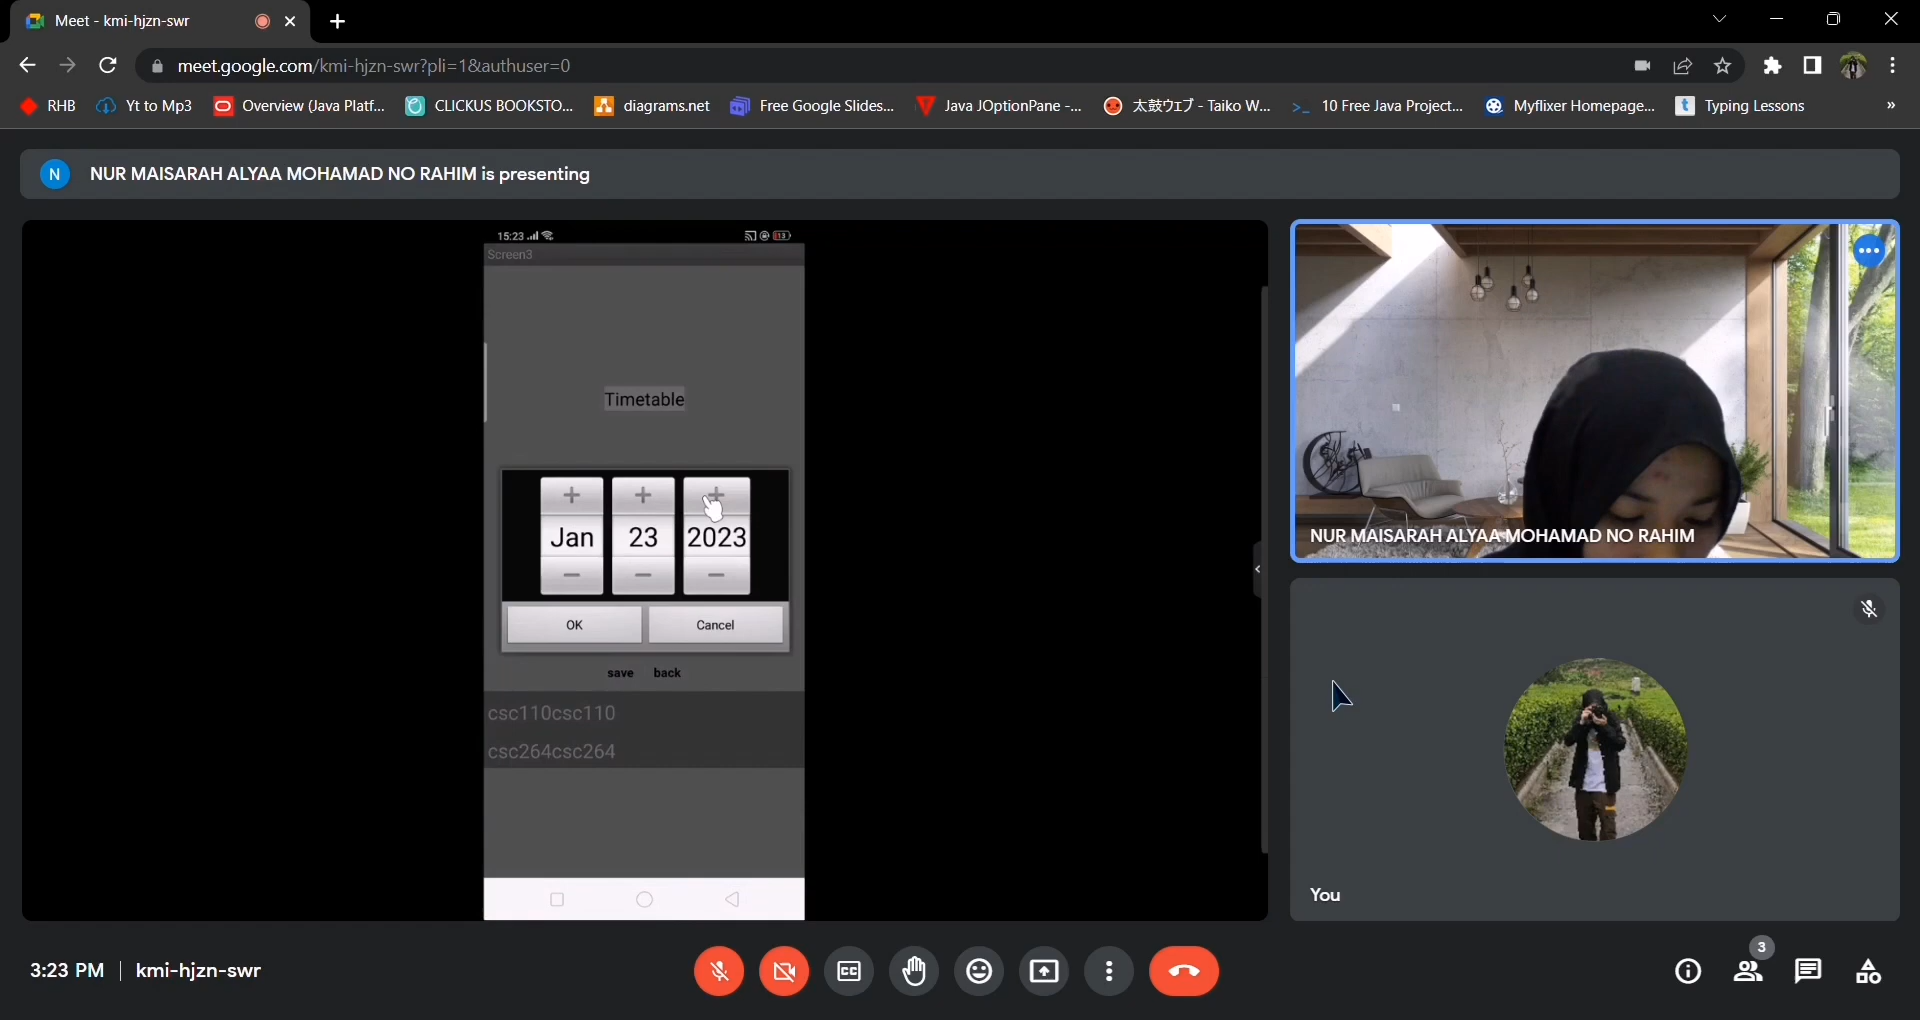 Meet - kmi-hjzn-swr
meet.google.com/kmi-hjzn-swr?pli=1&authuser=0
RHB
Yt to Mp3
Overview (Java Platf...
CLICKUS BOOKSTO...
diagrams.net
Free Google Slides...
Java JOptionPane -...
太鼓ウェブ - Taiko W...
10 Free Java Project...
Myflixer Homepage...
t
Typing Lessons
»
N
NUR MAISARAH ALYAA MOHAMAD NO RAHIM is presenting
15:23
13
Screen3
Timetable
+ + +
Jan 23 2023
− − −
OK
Cancel
save
back
csc110csc110
csc264csc264
NUR MAISARAH ALYAA MOHAMAD NO RAHIM
You
3:23 PM | kmi-hjzn-swr
CC
3